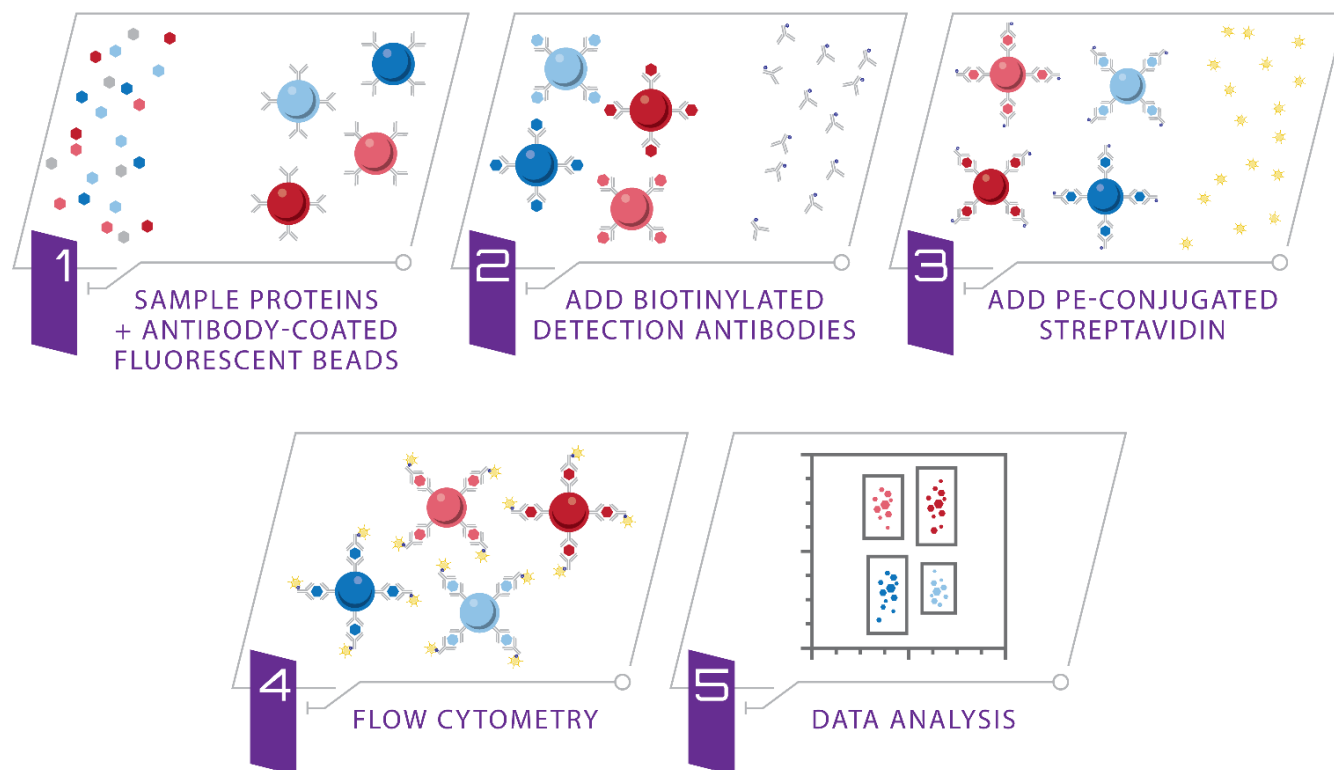 1
SAMPLE PROTEINS
+ ANTIBODY-COATED
FLUORESCENT BEADS
2
ADD BIOTINYLATED
DETECTION ANTIBODIES
3
ADD PE-CONJUGATED
STREPTAVIDIN
4
FLOW CYTOMETRY
5
DATA ANALYSIS